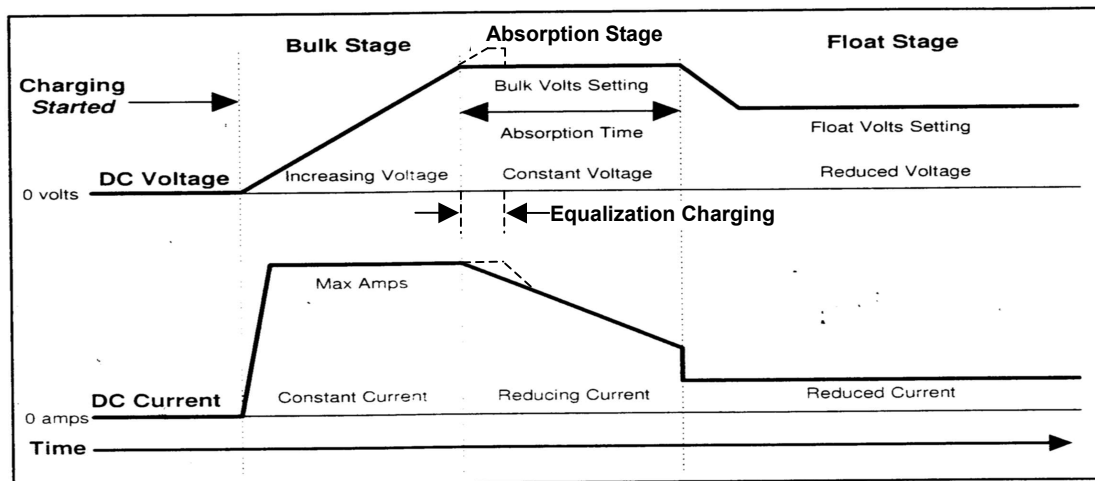 Bulk Stage
Absorption Stage
Float Stage
Charging
Started
Bulk Volts Setting
Absorption Time
Float Volts Setting
DC Voltage
Increasing Voltage
Constant Voltage
Reduced Voltage
0 volts
Equalization Charging
Max Amps
DC Current
Constant Current
Reducing Current
Reduced Current
0 amps
Time